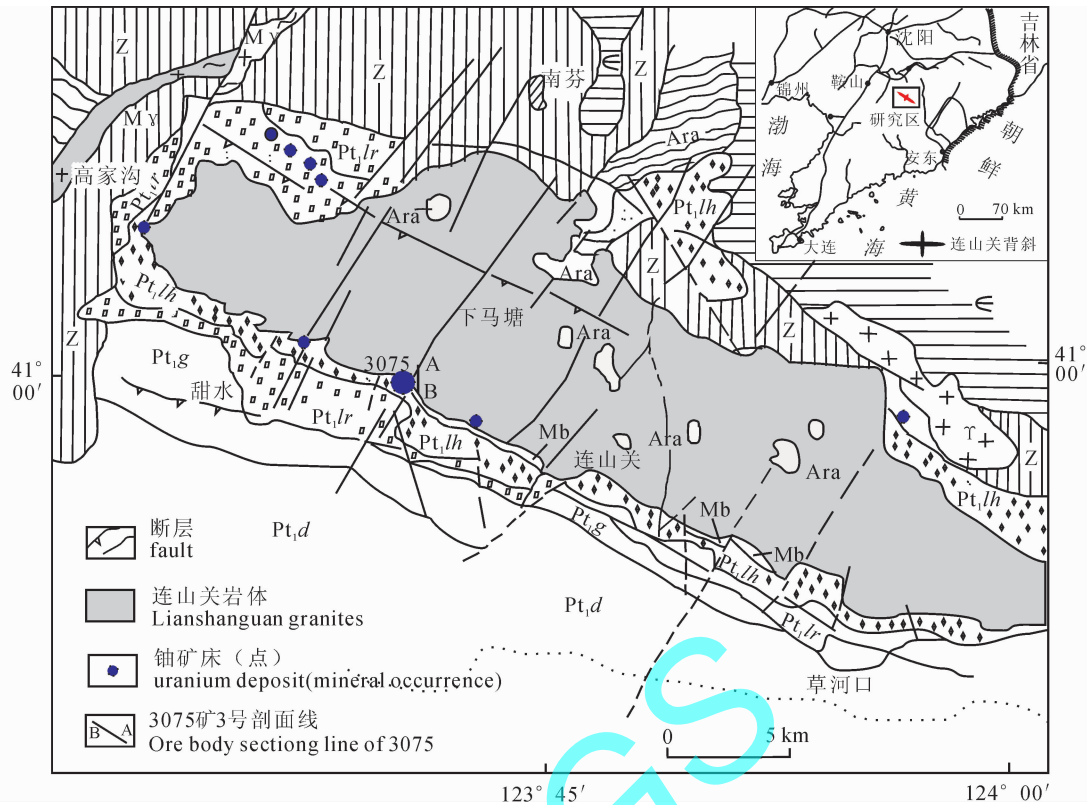 Z
Mγ
Z
南芬
∈
Z
Mγ
Pt₁lr
Ara
高家沟
Pt₁lr
Ara
Pt₁lh
Ara
Z
Pt₁lh
下马塘
Z
Ara
Z
∈
41°
00′
Pt₁g
3075
A
B
甜水
41°
00′
Pt₁lr
Pt₁lh
Mb
Ara
连山关
Ara
ϒ
Z
Pt₁lh
Pt₁d
Pt₁g
Mb
Mb
Pt₁lh
Pt₁d
Pt₁lr
草河口
吉林省
沈阳
锦州
鞍山
研究区
渤海
朝鲜
安东
黄海
大连
0 70 km
连山关背斜
断层
fault
连山关岩体
Lianshanguan granites
铀矿床（点）
uranium deposit(mineral occurrence)
B A
3075矿3号剖面线
Ore body sectiong line of 3075
0 5 km
123° 45′
124° 00′
GS